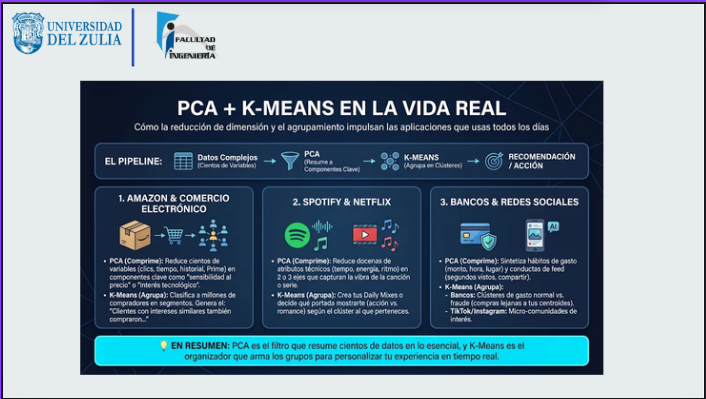 UNIVERSIDAD
DEL ZULIA
FACULTAD
DE
INGENIERÍA
PCA + K-MEANS EN LA VIDA REAL
Cómo la reducción de dimensión y el agrupamiento impulsan las aplicaciones que usas todos los días
EL PIPELINE:
Datos Complejos
(Cientos de Variables)
PCA
(Resume a
Componentes Clave)
K-MEANS
(Agrupa en Clústeres)
RECOMENDACIÓN
/ ACCIÓN
1. AMAZON & COMERCIO
ELECTRÓNICO
• PCA (Comprime): Reduce cientos de
variables (clics, tiempo, historial, Prime) en
componentes clave como "sensibilidad al
precio" o "interés tecnológico".
• K-Means (Agrupa): Clasifica a millones de
compradores en segmentos. Genera el:
"Clientes con intereses similares también
compraron..."
2. SPOTIFY & NETFLIX
• PCA (Comprime): Reduce docenas de
atributos técnicos (tempo, energía, ritmo) en
2 o 3 ejes que capturan la vibra de la canción
o serie.
• K-Means (Agrupa): Crea tus Daily Mixes o
decide qué portada mostrarte (acción vs.
romance) según el clúster al que perteneces.
3. BANCOS & REDES SOCIALES
AI
• PCA (Comprime): Sintetiza hábitos de gasto
(monto, hora, lugar) y conductas de feed
(segundos vistos, compartir).
• K-Means (Agrupa):
- Bancos: Clústeres de gasto normal vs.
fraude (compras lejanas a tus centroides).
- TikTok/Instagram: Micro-comunidades de
interés.
EN RESUMEN: PCA es el filtro que resume cientos de datos en lo esencial, y K-Means es el
organizador que arma los grupos para personalizar tu experiencia en tiempo real.